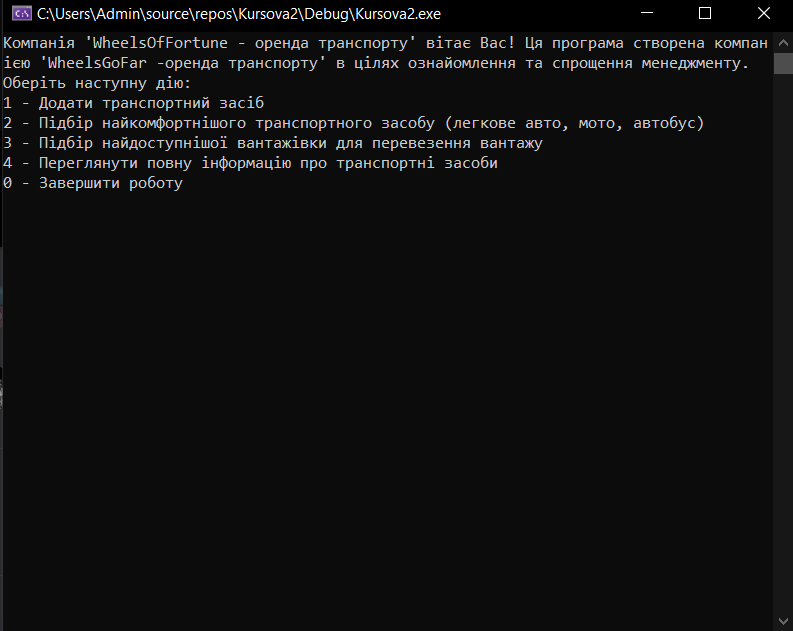 C:\Users\Admin\source\repos\Kursova2\Debug\Kursova2.exe
Компанія 'WheelsOfFortune - оренда транспорту' вітає Вас! Ця програма створена компан
ією 'WheelsGoFar -оренда транспорту' в цілях ознайомлення та спрощення менеджменту.
Оберіть наступну дію:
1 - Додати транспортний засіб
2 - Підбір найкомфортнішого транспортного засобу (легкове авто, мото, автобус)
3 - Підбір найдоступнішої вантажівки для перевезення вантажу
4 - Переглянути повну інформацію про транспортні засоби
0 - Завершити роботу